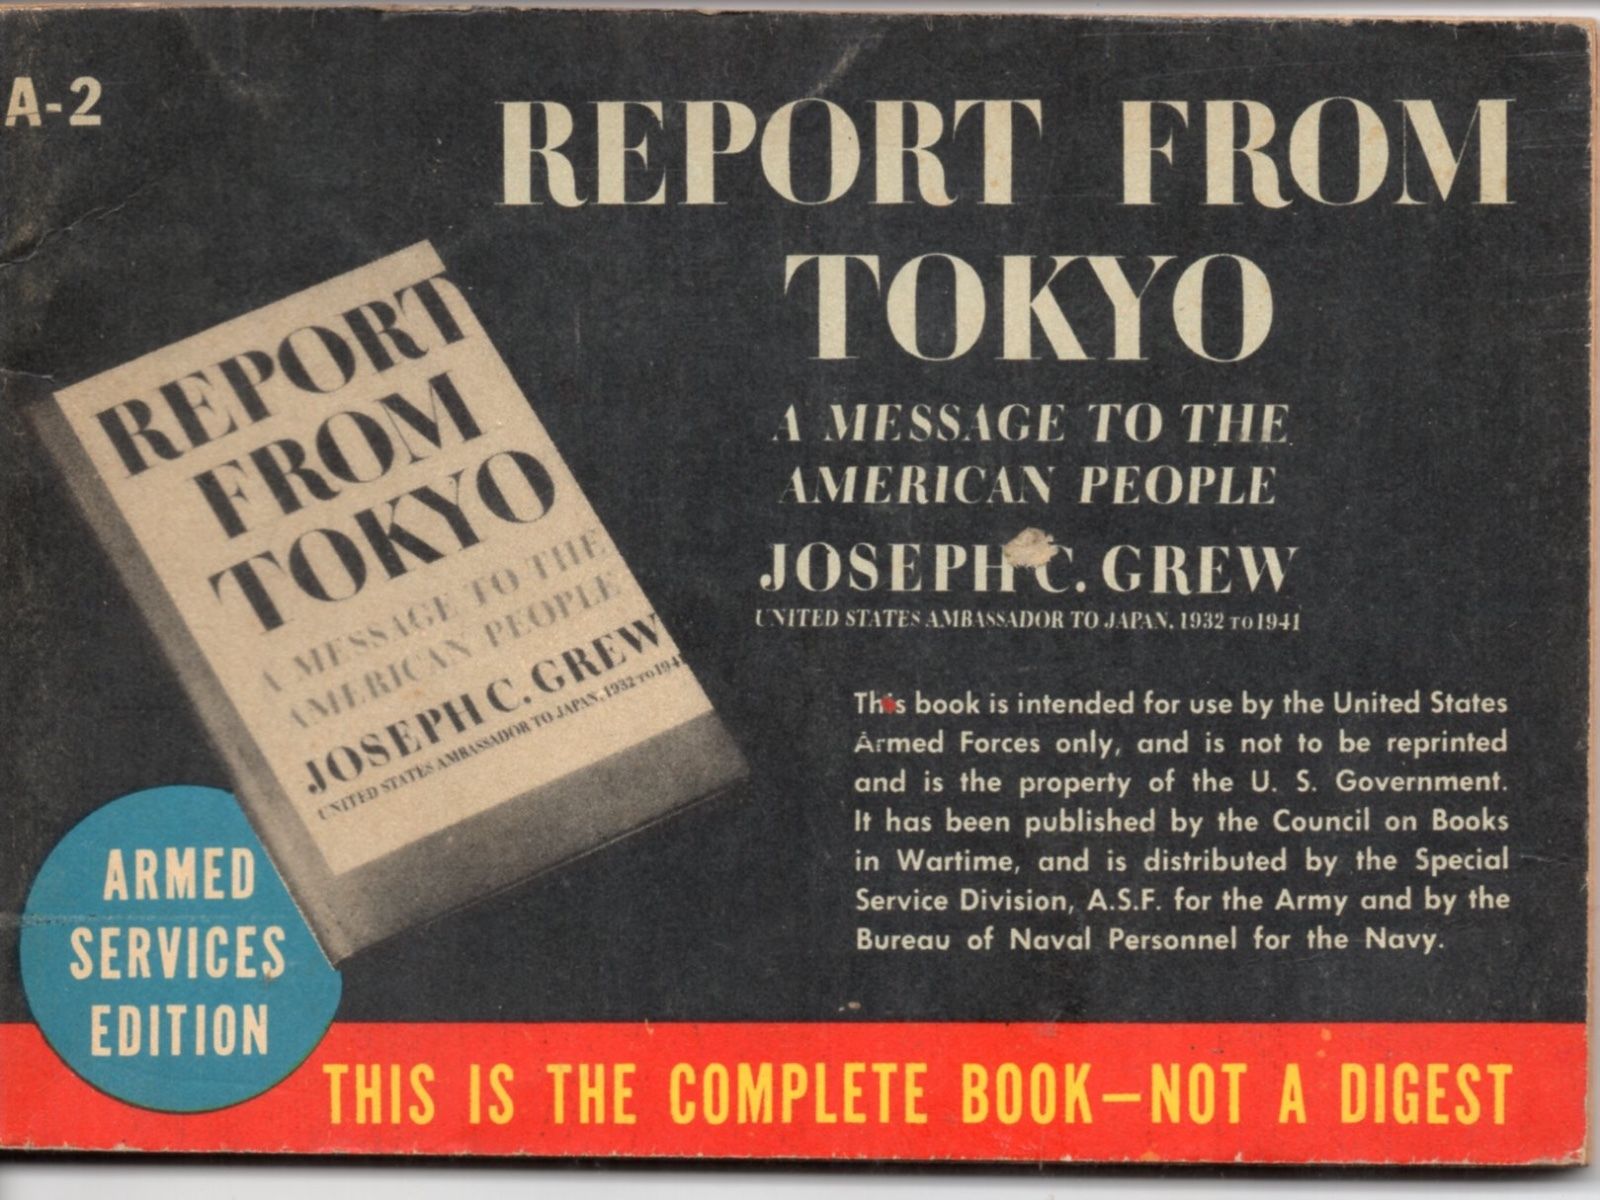 A-2
REPORT FROM
TOKYO
A MESSAGE TO THE
AMERICAN PEOPLE
JOSEPH C. GREW
UNITED STATES AMBASSADOR TO JAPAN, 1932 TO 1941
REPORT
FROM
TOKYO
A MESSAGE TO THE
AMERICAN PEOPLE
JOSEPH C. GREW
UNITED STATES AMBASSADOR TO JAPAN, 1932 TO 1941
This book is intended for use by the United States
Armed Forces only, and is not to be reprinted
and is the property of the U. S. Government.
It has been published by the Council on Books
in Wartime, and is distributed by the Special
Service Division, A.S.F. for the Army and by the
Bureau of Naval Personnel for the Navy.
ARMED
SERVICES
EDITION
THIS IS THE COMPLETE BOOK—NOT A DIGEST